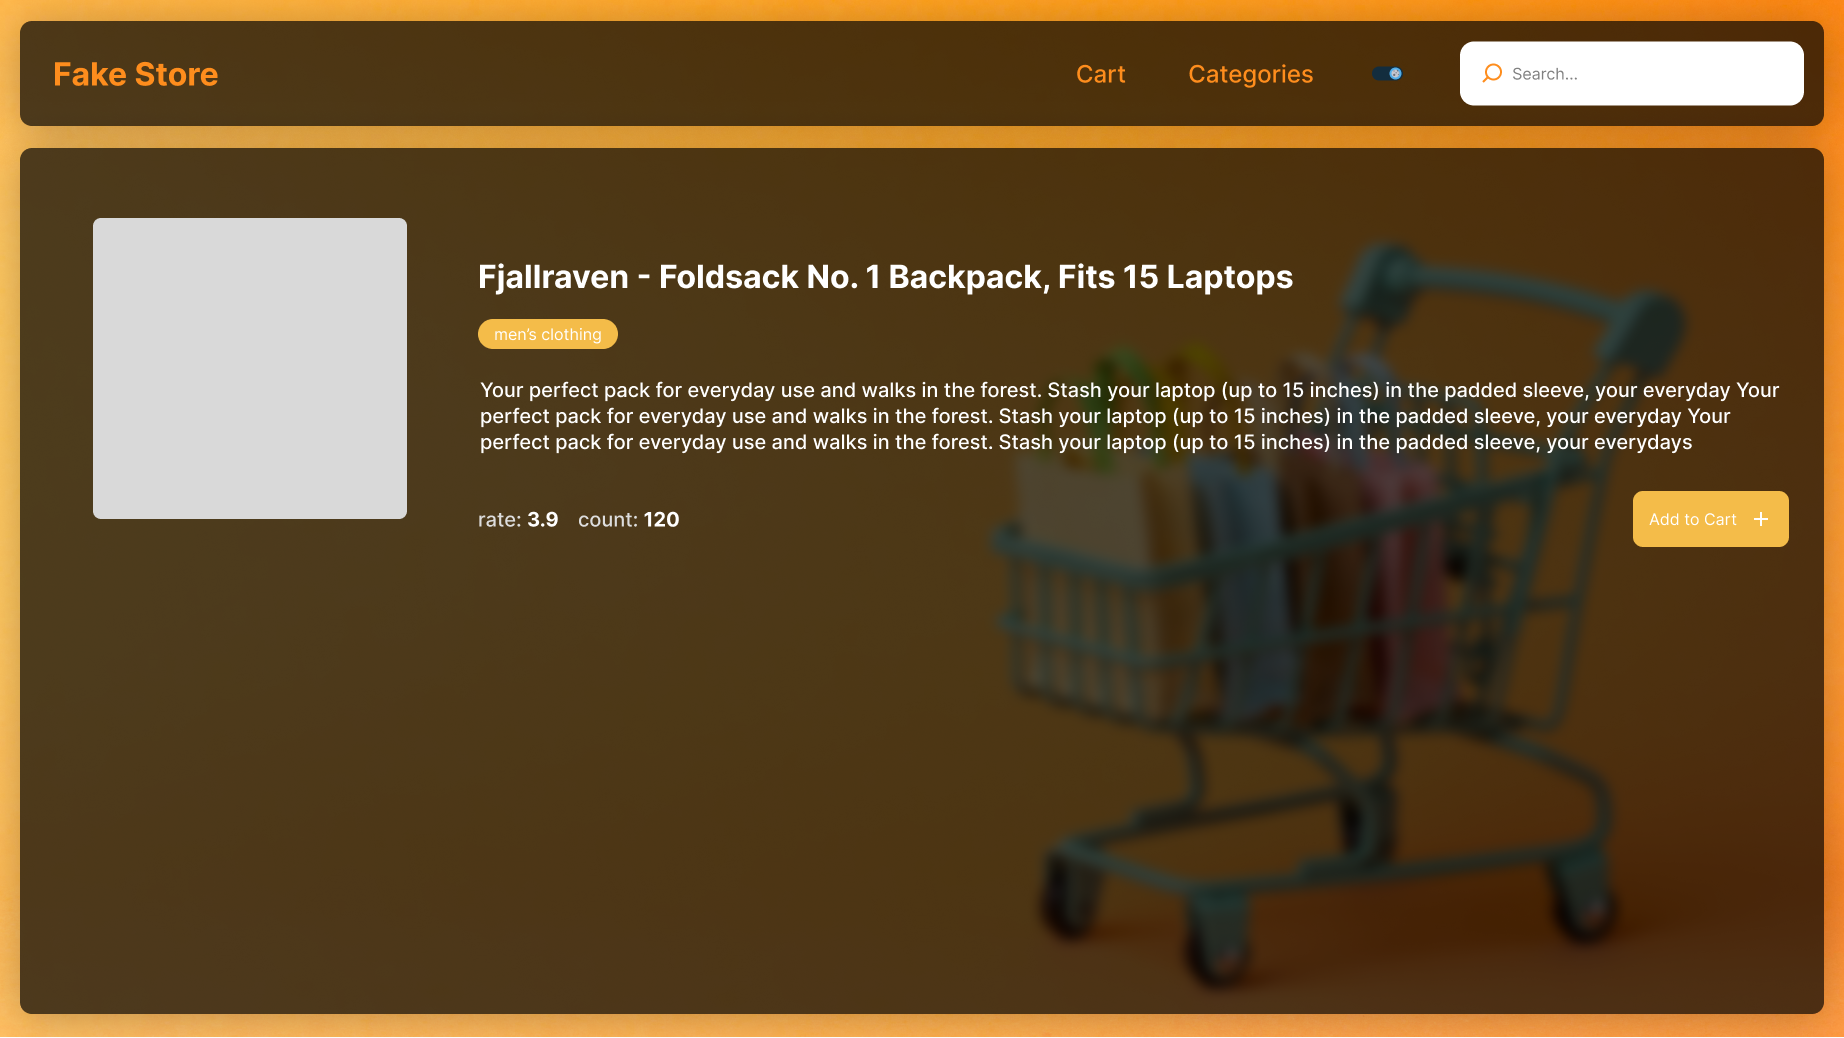 Fake Store
Cart
Categories
Search...
Fjallraven - Foldsack No. 1 Backpack, Fits 15 Laptops
men's clothing
Your perfect pack for everyday use and walks in the forest. Stash your laptop (up to 15 inches) in the padded sleeve, your everyday Your
perfect pack for everyday use and walks in the forest. Stash your laptop (up to 15 inches) in the padded sleeve, your everyday Your
perfect pack for everyday use and walks in the forest. Stash your laptop (up to 15 inches) in the padded sleeve, your everydays
rate: 3.9 count: 120
Add to Cart +